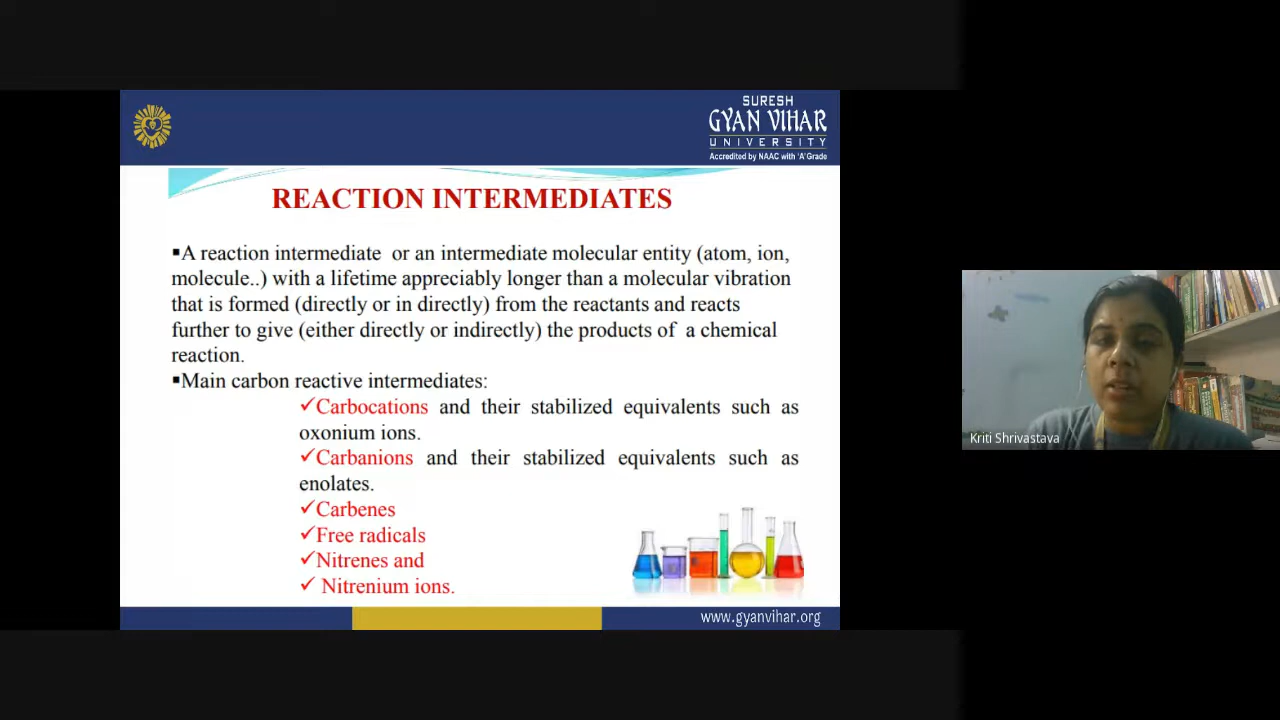 SURESH
GYAN VIHAR
UNIVERSITY
Accredited by NAAC with 'A' Grade
REACTION INTERMEDIATES
▪A reaction intermediate or an intermediate molecular entity (atom, ion,
molecule..) with a lifetime appreciably longer than a molecular vibration
that is formed (directly or in directly) from the reactants and reacts
further to give (either directly or indirectly) the products of a chemical
reaction.
▪Main carbon reactive intermediates:
✓Carbocations and their stabilized equivalents such as
oxonium ions.
✓Carbanions and their stabilized equivalents such as
enolates.
✓Carbenes
✓Free radicals
✓Nitrenes and
✓ Nitrenium ions.
www.gyanvihar.org
Kriti Shrivastava